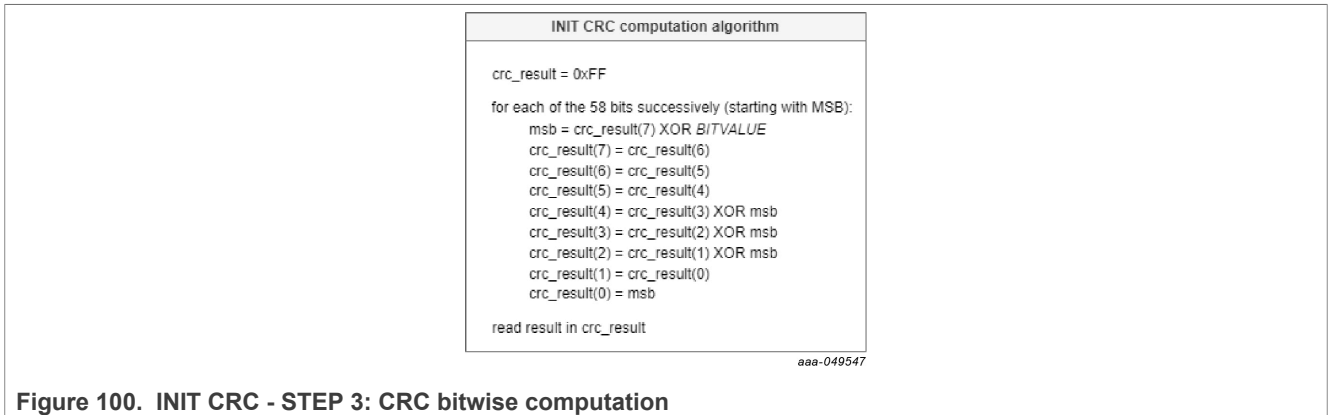 INIT CRC computation algorithm
crc_result = 0xFF
for each of the 58 bits successively (starting with MSB):
msb = crc_result(7) XOR BITVALUE
crc_result(7) = crc_result(6)
crc_result(6) = crc_result(5)
crc_result(5) = crc_result(4)
crc_result(4) = crc_result(3) XOR msb
crc_result(3) = crc_result(2) XOR msb
crc_result(2) = crc_result(1) XOR msb
crc_result(1) = crc_result(0)
crc_result(0) = msb
read result in crc_result
aaa-049547
Figure 100. INIT CRC - STEP 3: CRC bitwise computation